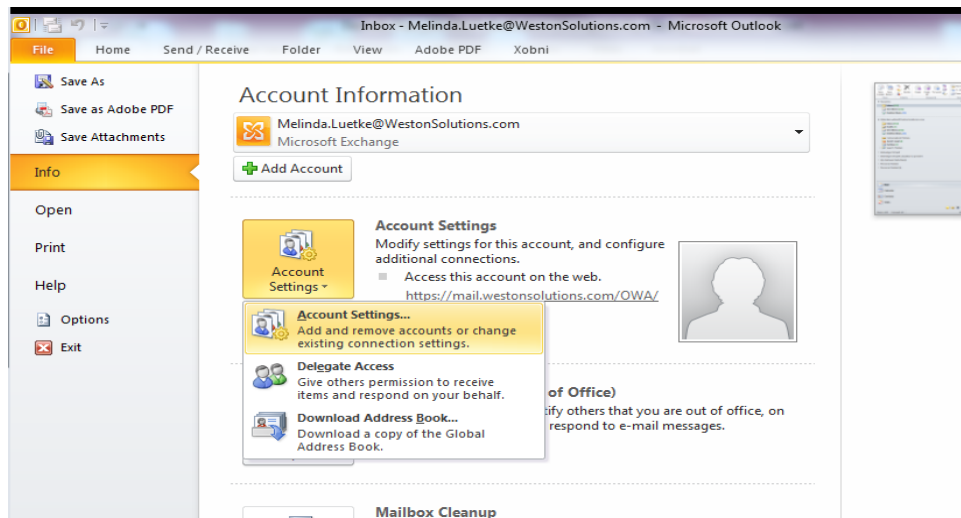 Inbox - Melinda.Luetke@WestonSolutions.com - Microsoft Outlook
File Home Send / Receive Folder View Adobe PDF Xobni
Save As
Save as Adobe PDF
Save Attachments
Info
Open
Print
Help
Options
Exit
Account Information
Melinda.Luetke@WestonSolutions.com
Microsoft Exchange
Add Account
Account
Settings
Account Settings
Modify settings for this account, and configure
additional connections.
Access this account on the web.
https://mail.westonsolutions.com/OWA/
Account Settings...
Add and remove accounts or change
existing connection settings.
Delegate Access
Give others permission to receive
items and respond on your behalf.
Download Address Book...
Download a copy of the Global
Address Book.
of Office)
ify others that you are out of office, on
respond to e-mail messages.
Mailbox Cleanup